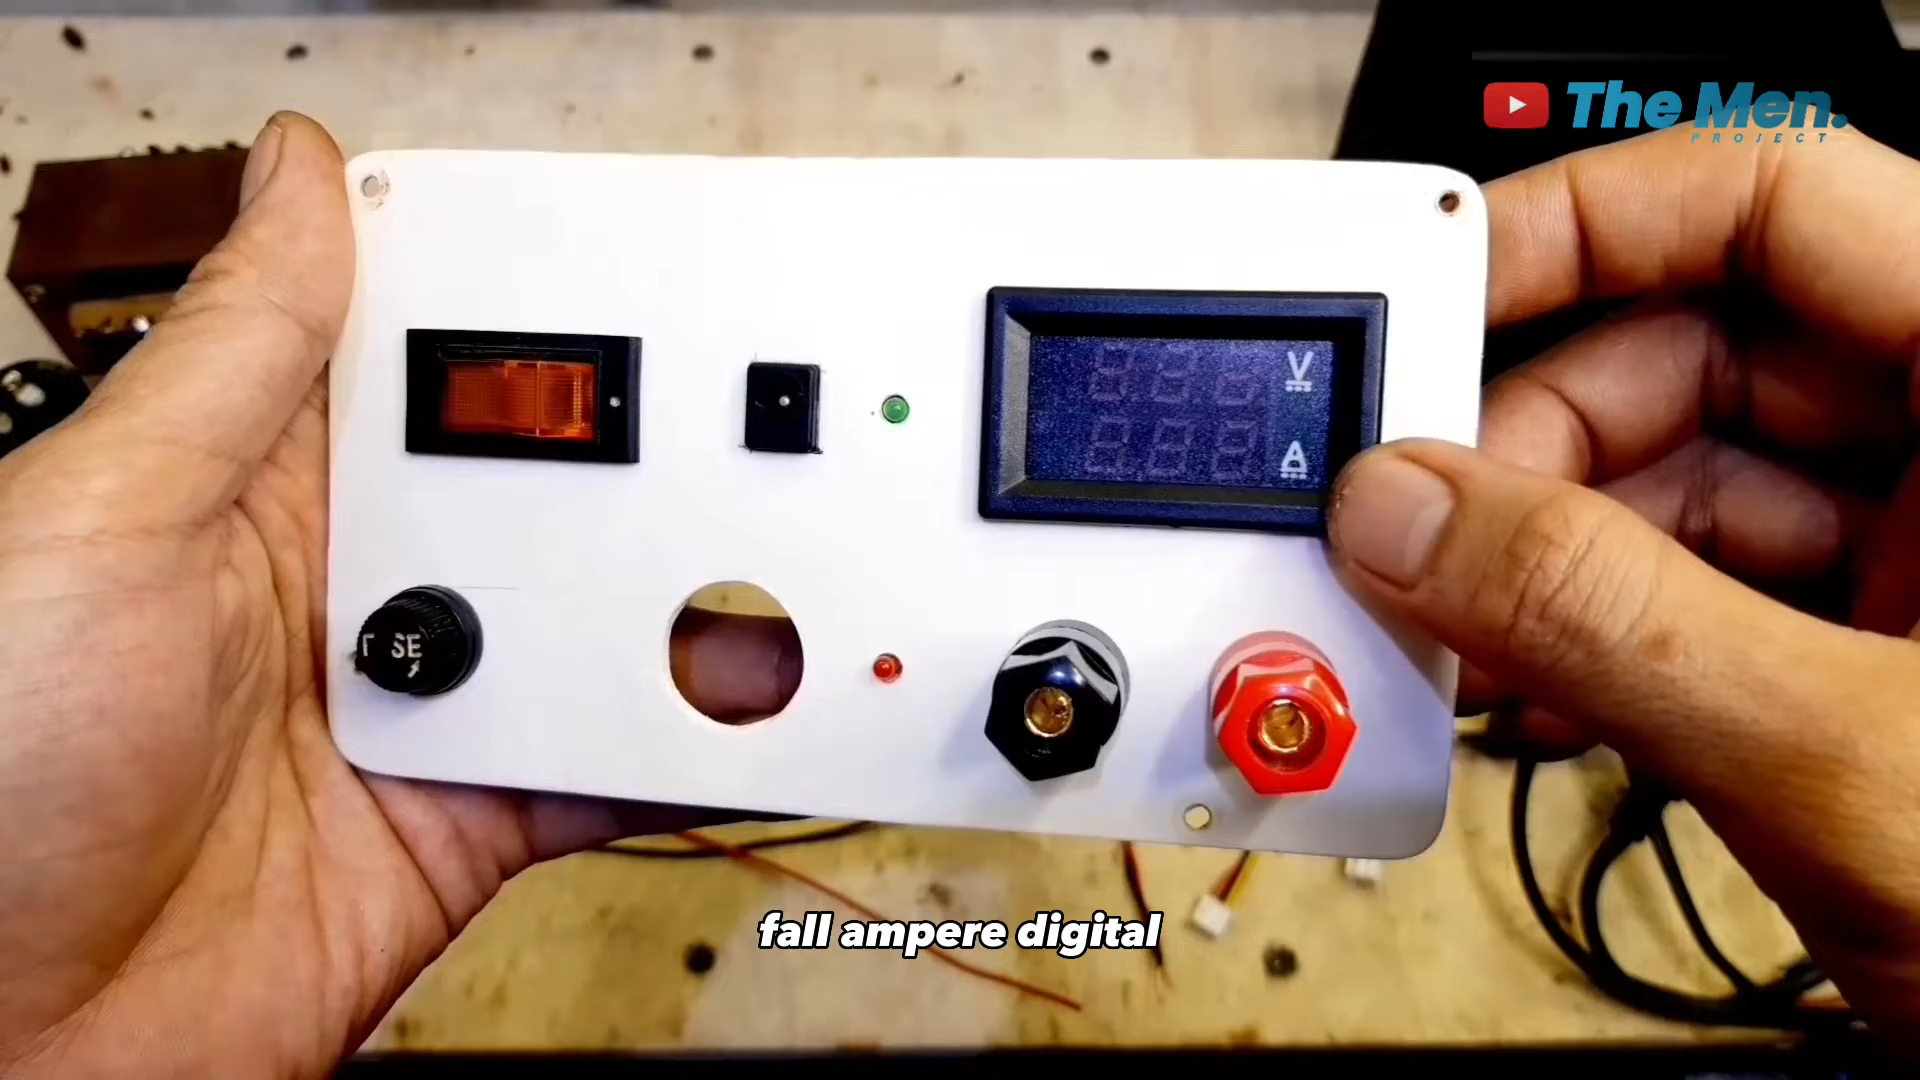 The Men.
PROJECT
V
A
SE
fall ampere digital